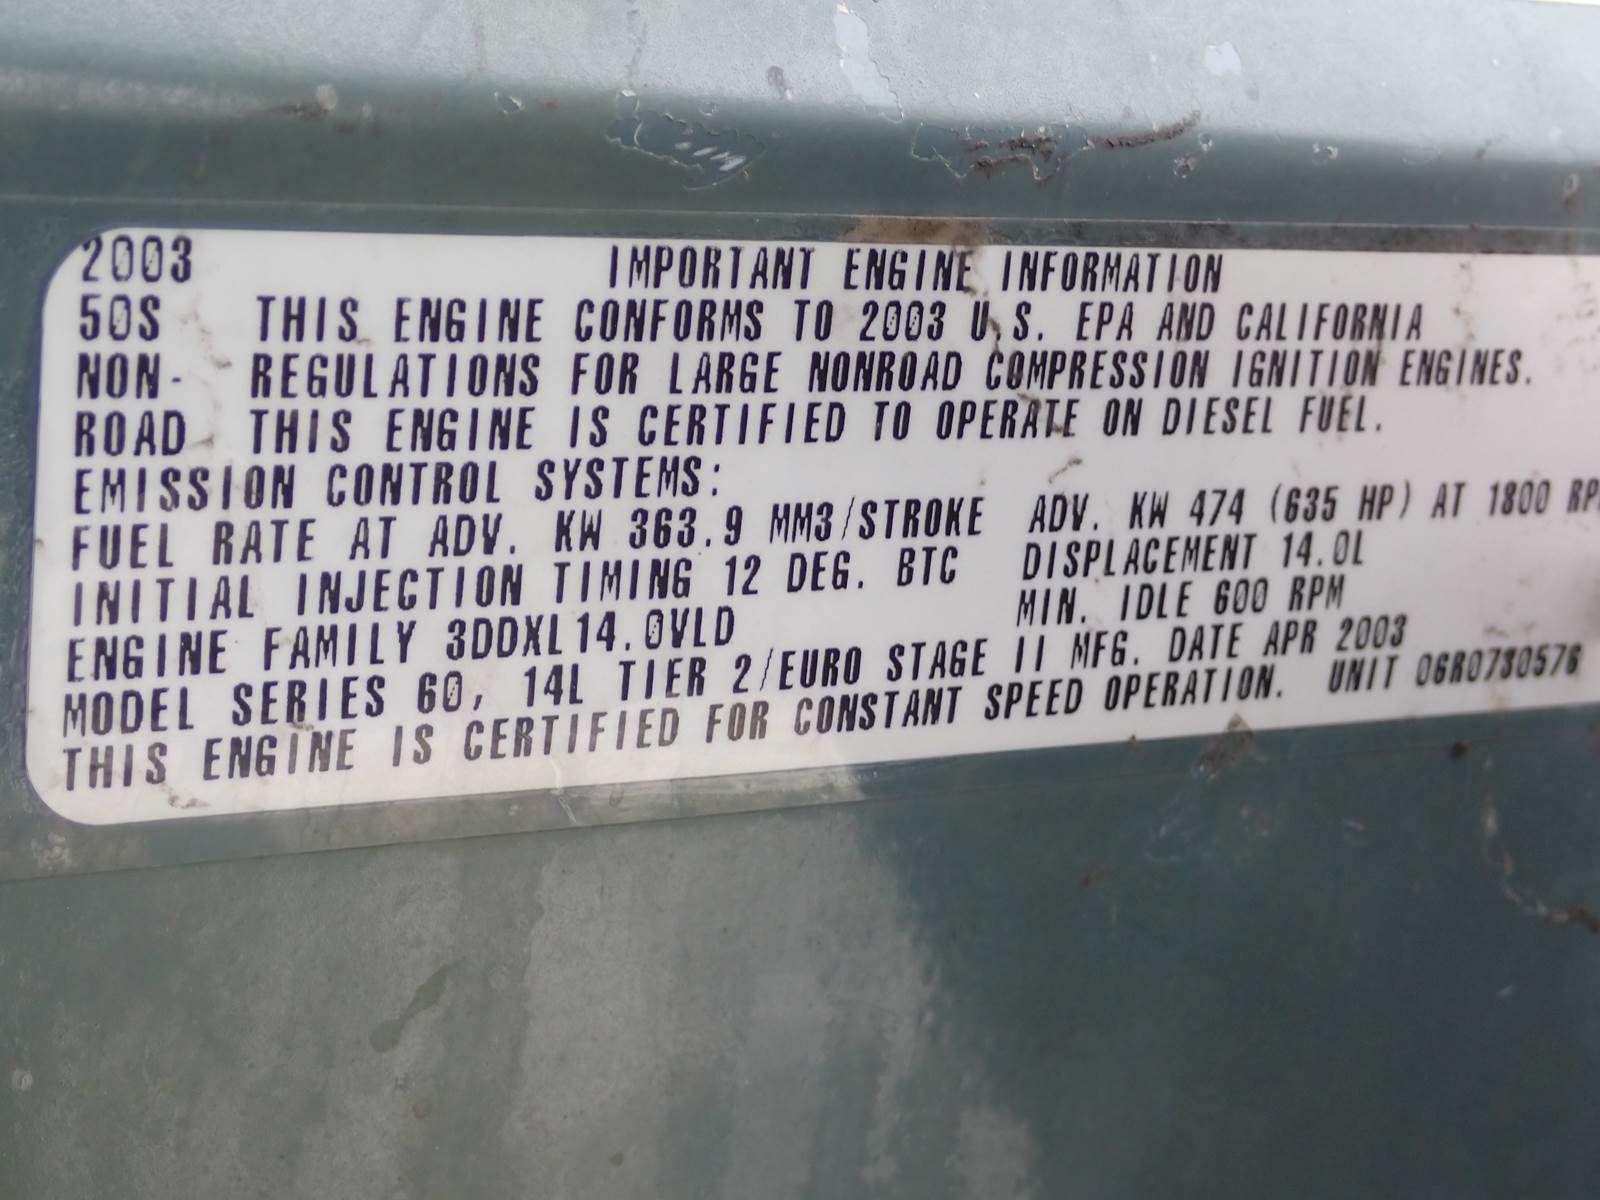 2003 IMPORTANT ENGINE INFORMATION
50S THIS ENGINE CONFORMS TO 2003 U.S. EPA AND CALIFORNIA
NON- REGULATIONS FOR LARGE NONROAD COMPRESSION IGNITION ENGINES.
ROAD THIS ENGINE IS CERTIFIED TO OPERATE ON DIESEL FUEL.
EMISSION CONTROL SYSTEMS:
FUEL RATE AT ADV. KW 363.9 MM3/STROKE ADV. KW 474 (635 HP) AT 1800
INITIAL INJECTION TIMING 12 DEG. BTC DISPLACEMENT 14.0L
ENGINE FAMILY 3DDXL14.0VLD MIN. IDLE 600 RPM
MODEL SERIES 60, 14L TIER 2/EURO STAGE II MFG. DATE APR 2003
THIS ENGINE IS CERTIFIED FOR CONSTANT SPEED OPERATION. UNIT